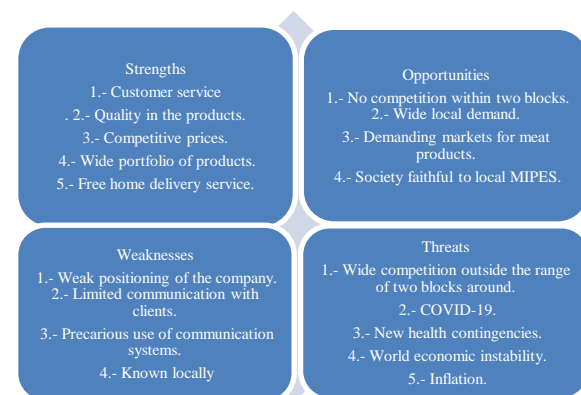 Strengths
1.- Customer service
. 2.- Quality in the products.
3.- Competitive prices.
4.- Wide portfolio of products.
5.- Free home delivery service.
Opportunities
1.- No competition within two blocks.
2.- Wide local demand.
3.- Demanding markets for meat
products.
4.- Society faithful to local MIPES.
Weaknesses
1.- Weak positioning of the company.
2.- Limited communication with
clients.
3.- Precarious use of communication
systems.
4.- Known locally
Threats
1.- Wide competition outside the range
of two blocks around.
2.- COVID-19.
3.- New health contingencies.
4.- World economic instability.
5.- Inflation.